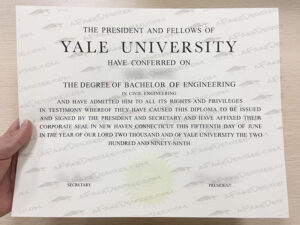 THE PRESIDENT AND FELLOWS OF
YALE UNIVERSITY
HAVE CONFERRED ON
THE DEGREE OF BACHELOR OF ENGINEERING
IN CIVIL ENGINEERING
AND HAVE ADMITTED HIM TO ALL ITS RIGHTS AND PRIVILEGES
IN TESTIMONY WHEREOF THEY HAVE CAUSED THIS DIPLOMA TO BE ISSUED
AND SIGNED BY THE PRESIDENT AND SECRETARY AND HAVE AFFIXED THEIR
CORPORATE SEAL IN NEW HAVEN CONNECTICUT THIS FIFTEENTH DAY OF JUNE
IN THE YEAR OF OUR LORD TWO THOUSAND AND OF YALE UNIVERSITY THE TWO
HUNDRED AND NINETY-NINTH
SECRETARY PRESIDENT